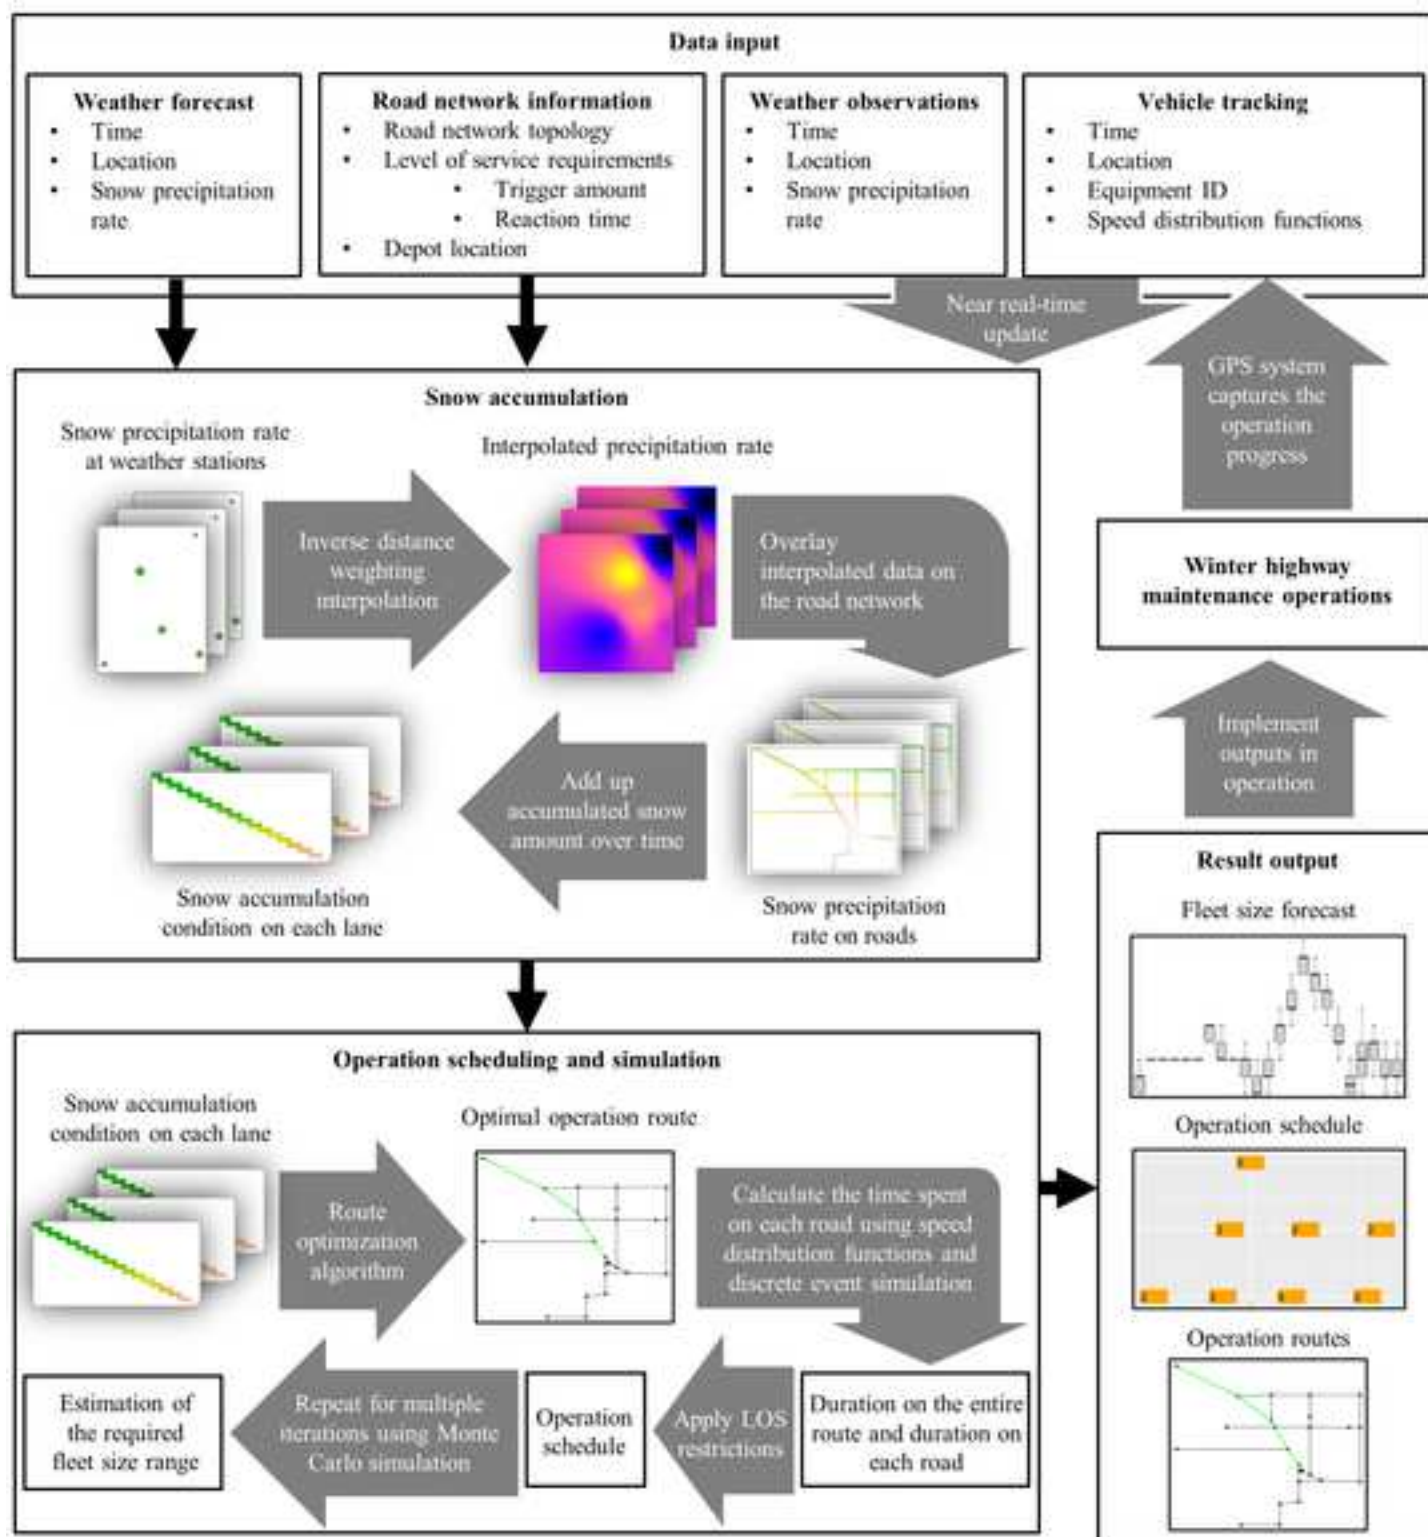 Data input
Weather forecast
• Time
• Location
• Snow precipitation
rate
Road network information
• Road network topology
• Level of service requirements
• Trigger amount
• Reaction time
• Depot location
Weather observations
• Time
• Location
• Snow precipitation
rate
Vehicle tracking
• Time
• Location
• Equipment ID
• Speed distribution functions
Near real-time
update
GPS system
captures the
operation
progress
Snow accumulation
Snow precipitation rate
at weather stations
Inverse distance
weighting
interpolation
Interpolated precipitation rate
Overlay
interpolated data on
the road network
Snow precipitation
rate on roads
Add up
accumulated snow
amount over time
Snow accumulation
condition on each lane
Winter highway
maintenance operations
Implement
outputs in
operation
Operation scheduling and simulation
Snow accumulation
condition on each lane
Route
optimization
algorithm
Optimal operation route
Calculate the time spent
on each road using speed
distribution functions and
discrete event simulation
Duration on the entire
route and duration on
each road
Apply LOS
restrictions
Operation
schedule
Repeat for multiple
iterations using Monte
Carlo simulation
Estimation of
the required
fleet size range
Result output
Fleet size forecast
Operation schedule
Operation routes